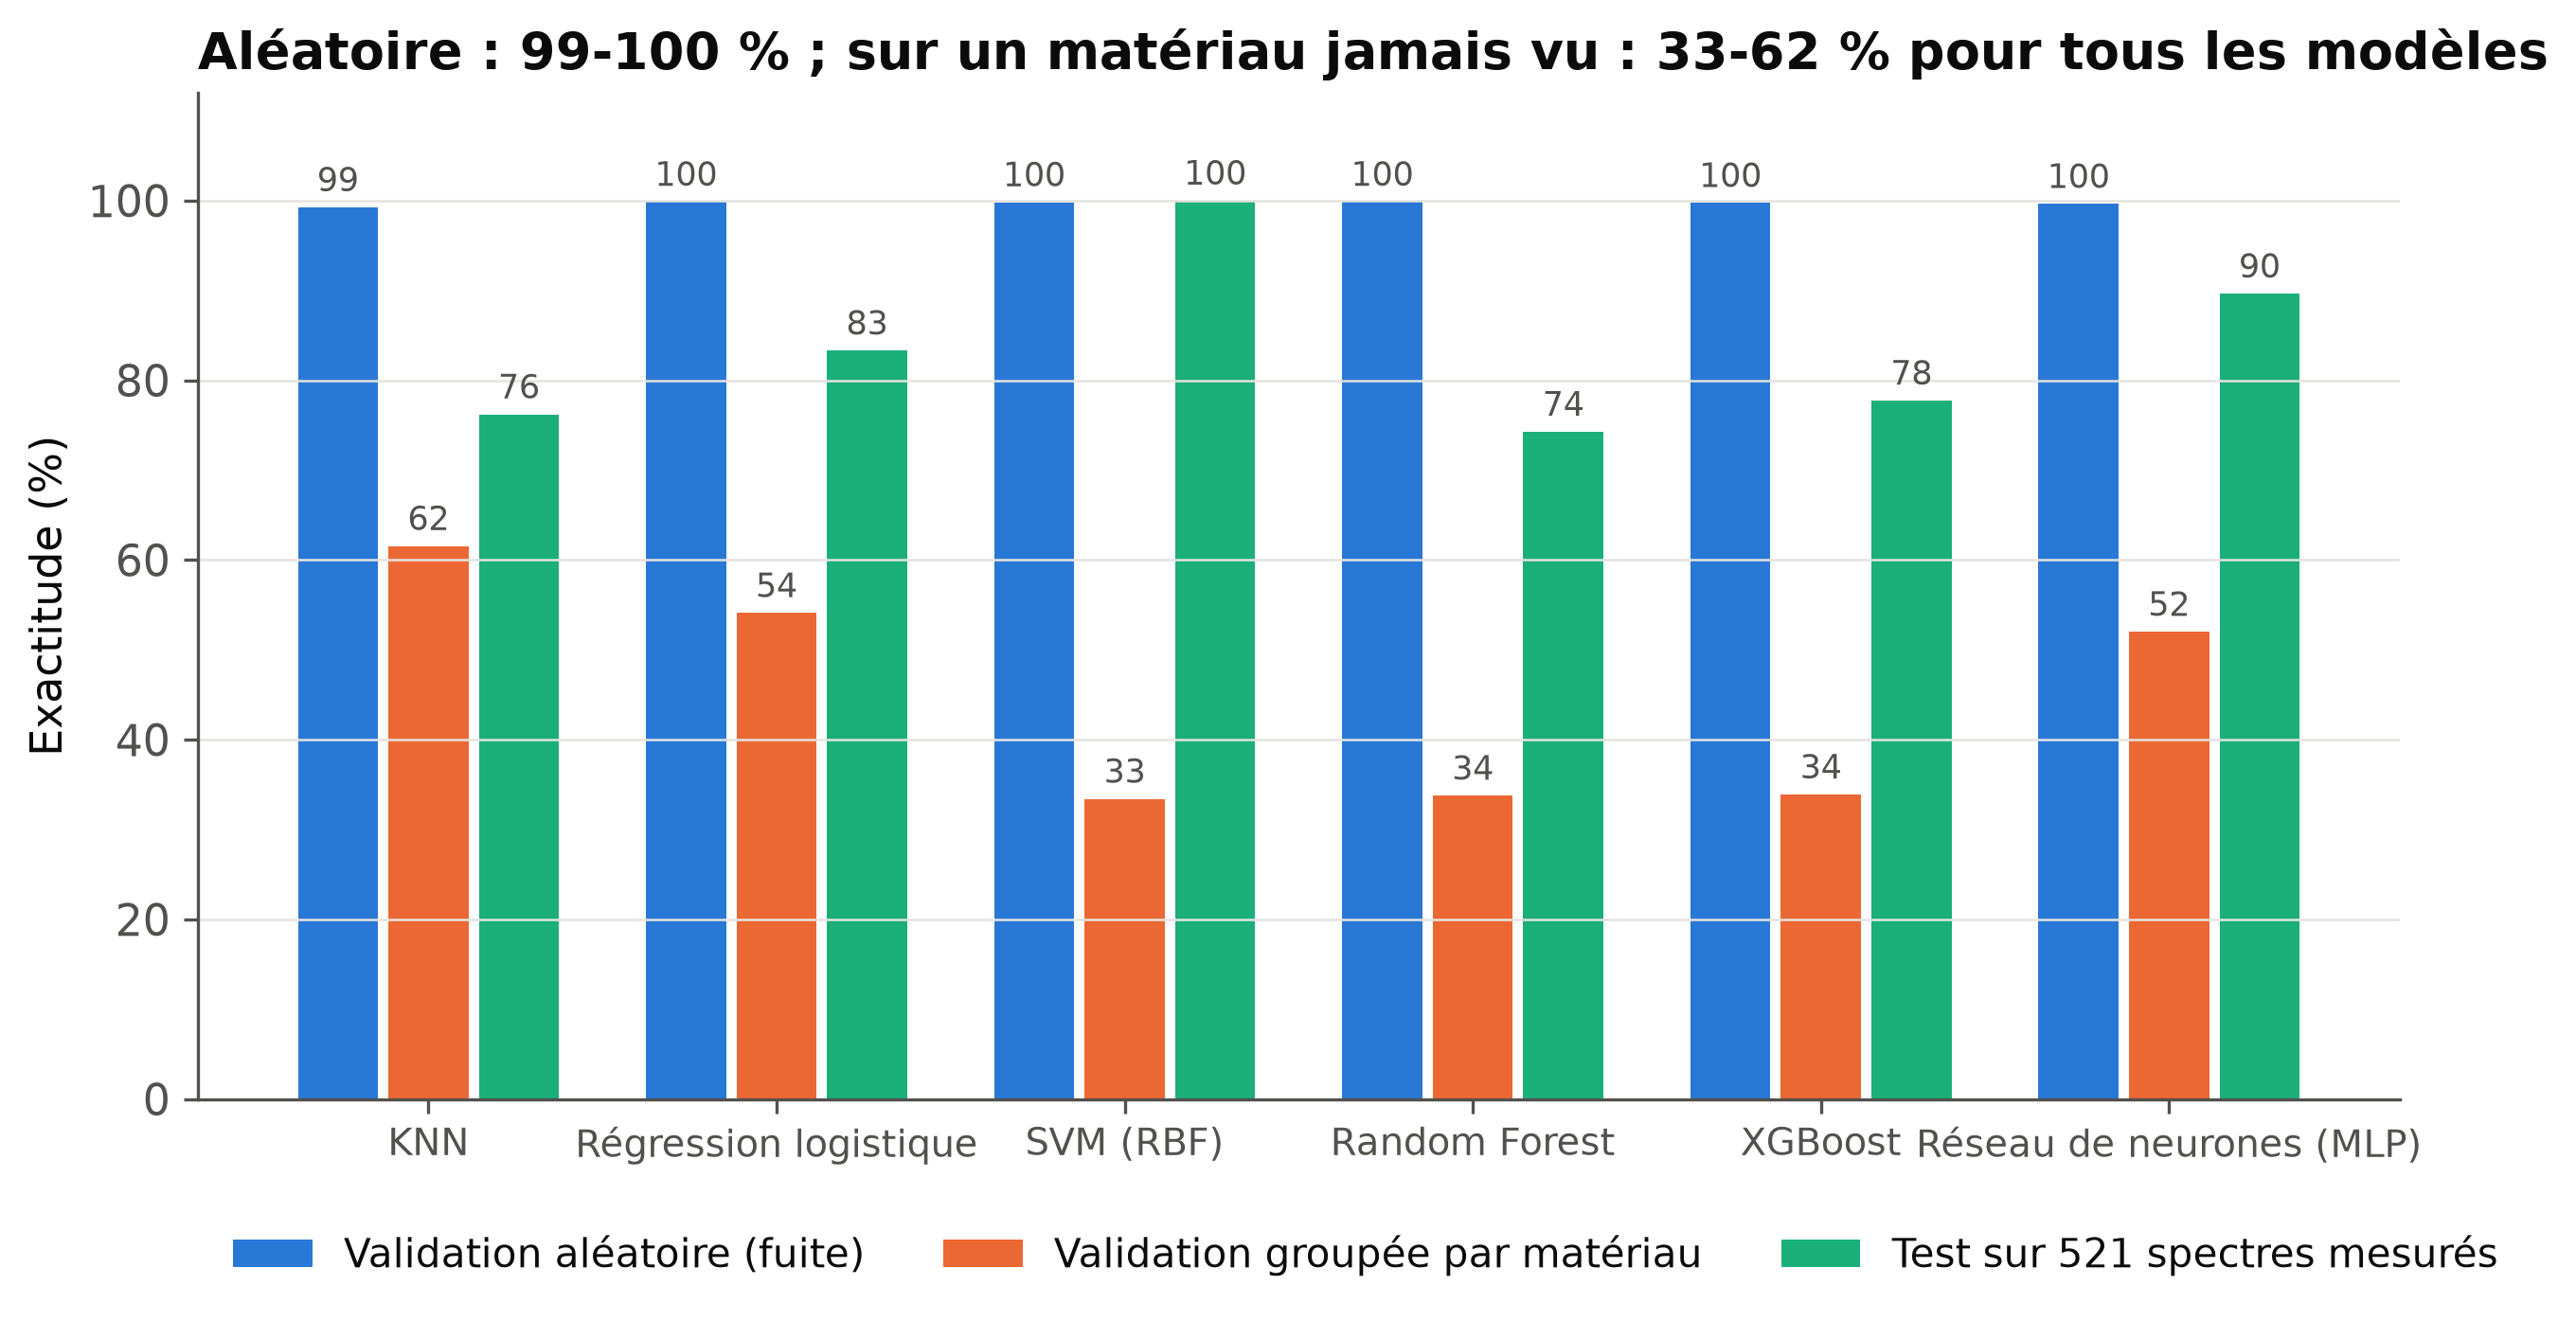 Aléatoire : 99-100 % ; sur un matériau jamais vu : 33-62 % pour tous les modèles
Exactitude (%)
100
80
60
40
20
0
99
62
76
100
54
83
100
33
100
100
34
74
100
34
78
100
52
90
KNN
Régression logistique
SVM (RBF)
Random Forest
XGBoost
Réseau de neurones (MLP)
Validation aléatoire (fuite)
Validation groupée par matériau
Test sur 521 spectres mesurés